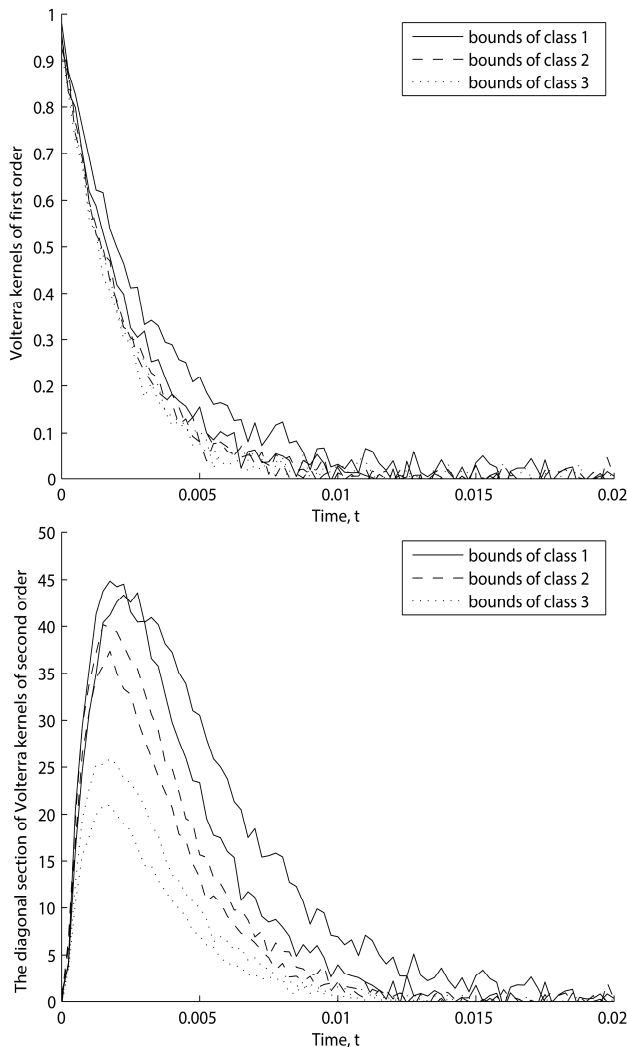 1
0.9
0.8
0.7
0.6
0.5
0.4
0.3
0.2
0.1
0
Volterra kernels of first order
bounds of class 1
bounds of class 2
bounds of class 3
0 0.005 0.01 0.015 0.02
Time, t
50
45
40
35
30
25
20
15
10
5
0
The diagonal section of Volterra kernels of second order
bounds of class 1
bounds of class 2
bounds of class 3
0 0.005 0.01 0.015 0.02
Time, t